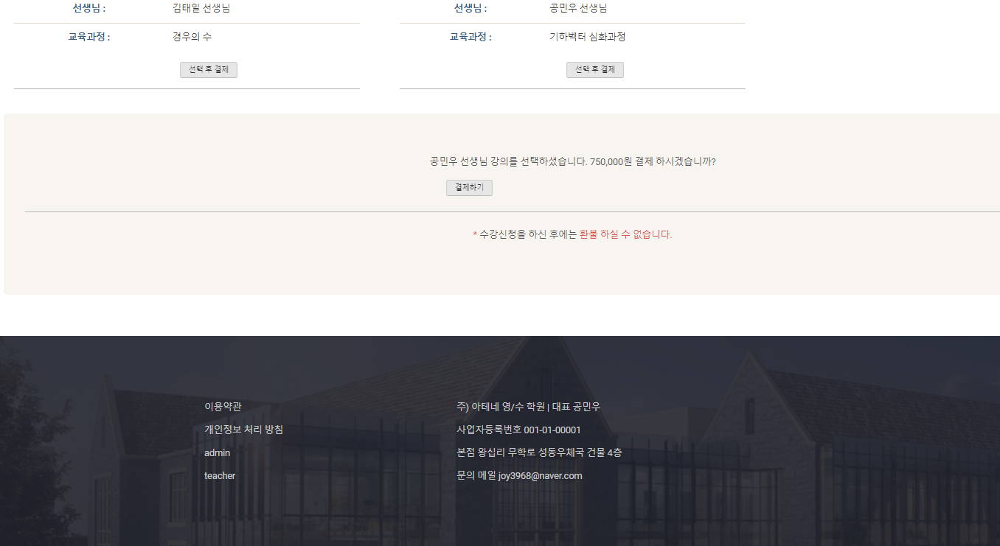 선생님 : 김태일 선생님
교육과정 : 경우의 수
선택 후 결제
선생님 : 공민우 선생님
교육과정 : 기하벡터 심화과정
선택 후 결제
공민우 선생님 강의를 선택하셨습니다. 750,000원 결제 하시겠습니까?
결제하기
* 수강신청을 하신 후에는 환불 하실 수 없습니다.
이용약관
개인정보 처리 방침
admin
teacher
주) 아테네 영/수 학원 | 대표 공민우
사업자등록번호 001-01-00001
본점 왕십리 무학로 성동우체국 건물 4층
문의 메일 joy3968@naver.com